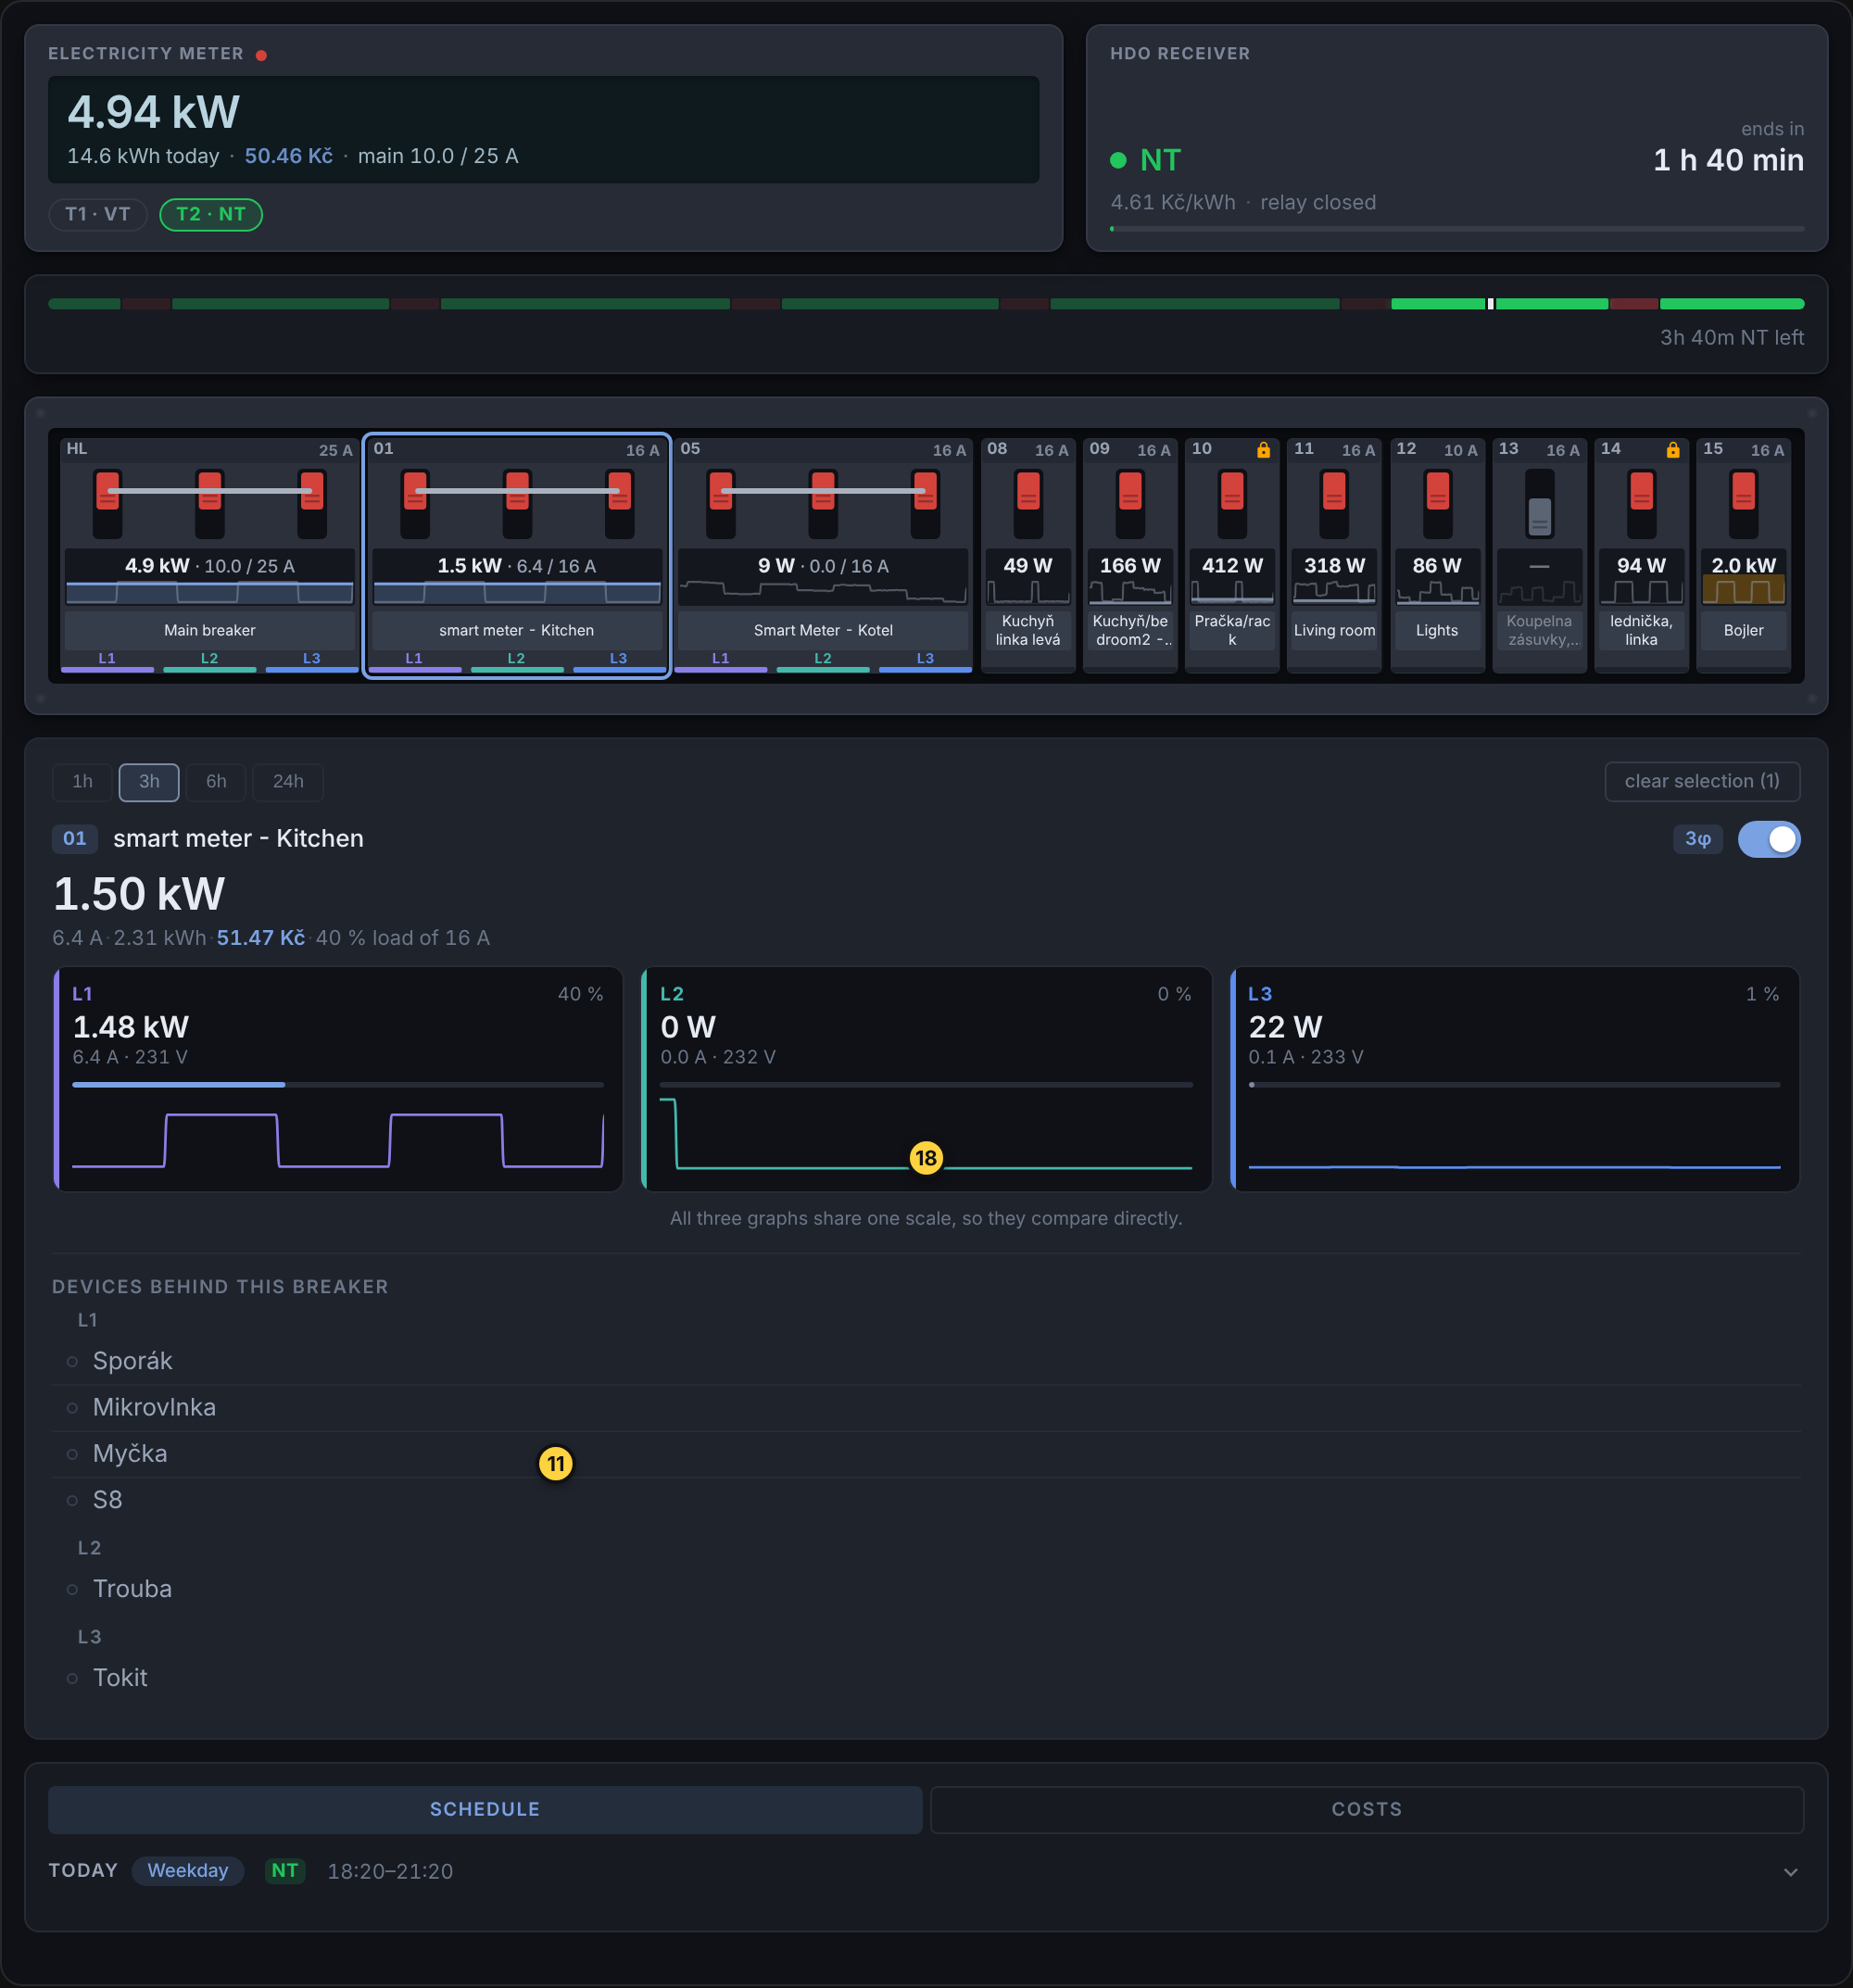 ELECTRICITY METER
4.94 kW
14.6 kWh today · 50.46 Kč · main 10.0 / 25 A
T1 · VT
T2 · NT
HDO RECEIVER
ends in
NT
1 h 40 min
4.61 Kč/kWh · relay closed
3h 40m NT left
HL 25 A
4.9 kW · 10.0 / 25 A
Main breaker
L1 L2 L3
01 16 A
1.5 kW · 6.4 / 16 A
smart meter - Kitchen
L1 L2 L3
05 16 A
9 W · 0.0 / 16 A
Smart Meter - Kotel
L1 L2 L3
08 16 A
49 W
Kuchyň
linka levá
09 16 A
166 W
Kuchyň/be
droom2 -..
10
412 W
Pračka/rac
k
11 16 A
318 W
Living room
12 10 A
86 W
Lights
13 16 A
—
Koupelna
zásuvky,...
14
94 W
lednička,
linka
15 16 A
2.0 kW
Bojler
1h 3h 6h 24h
clear selection (1)
01 smart meter - Kitchen
3φ
1.50 kW
6.4 A · 2.31 kWh · 51.47 Kč · 40 % load of 16 A
L1 40 %
1.48 kW
6.4 A · 231 V
L2 0 %
0 W
0.0 A · 232 V
18
L3 1 %
22 W
0.1 A · 233 V
All three graphs share one scale, so they compare directly.
DEVICES BEHIND THIS BREAKER
L1
Sporák
Mikrovlnka
Myčka
11
S8
L2
Trouba
L3
Tokit
SCHEDULE
COSTS
TODAY Weekday NT 18:20–21:20